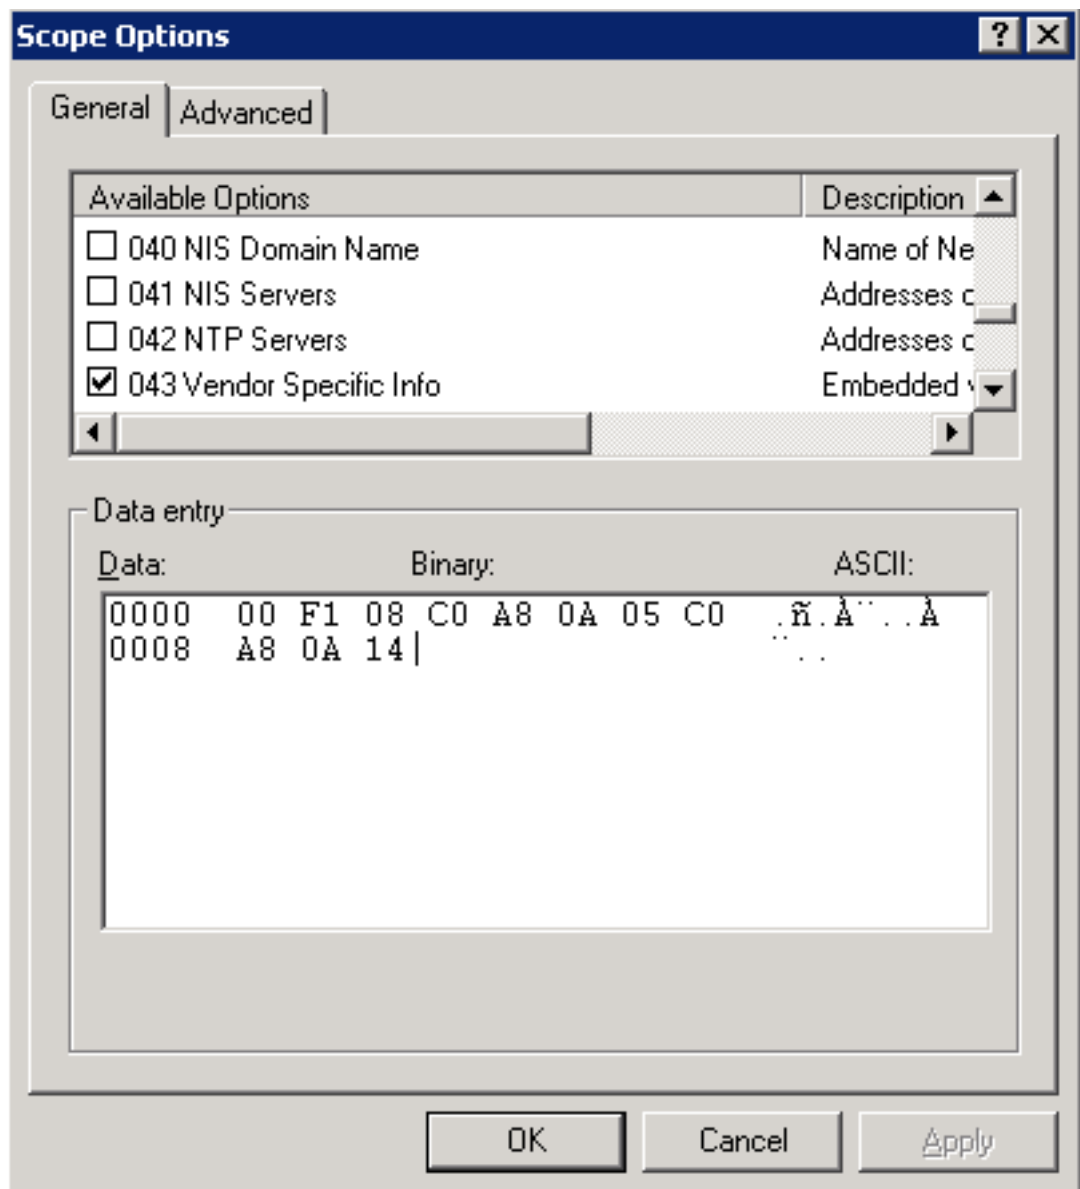 Scope Options
General Advanced
Available Options Description
040 NIS Domain Name Name of Ne
041 NIS Servers Addresses c
042 NTP Servers Addresses c
043 Vendor Specific Info Embedded v
Data entry
Data: Binary: ASCII:
0000 00 F1 08 C0 A8 0A 05 C0 .ñ.À¨..À
0008 A8 0A 14 ¨..
OK Cancel Apply